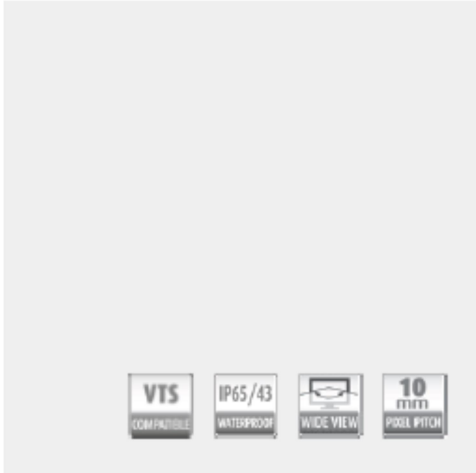 VTS
COMPATIBLE
IP65/43
WATERPROOF
WIDE VIEW
10
mm
PIXEL PITCH